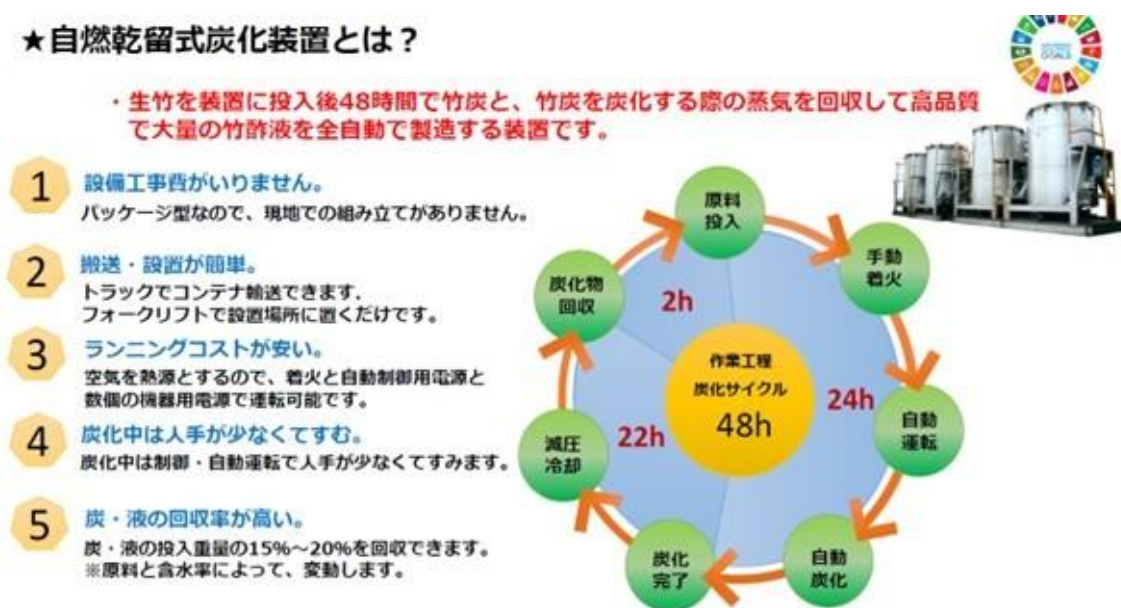 ★自燃乾留式炭化装置とは？
・生竹を装置に投入後48時間で竹炭と、竹炭を炭化する際の蒸気を回収して高品質
で大量の竹酢液を全自動で製造する装置です。
1
設備工事費がいりません。
パッケージ型なので、現地での組み立てがありません。
2
搬送・設置が簡単。
トラックでコンテナ輸送できます．
フォークリフトで設置場所に置くだけです。
3
ランニングコストが安い。
空気を熱源とするので、着火と自動制御用電源と
数個の機器用電源で運転可能です。
4
炭化中は人手が少なくてすむ。
炭化中は制御・自動運転で人手が少なくてすみます。
5
炭・液の回収率が高い。
炭・液の投入重量の15%～20%を回収できます。
※原料と含水率によって、変動します。
原料
投入
手動
着火
自動
運転
自動
炭化
炭化
完了
減圧
冷却
炭化物
回収
2h
24h
22h
作業工程
炭化サイクル
48h